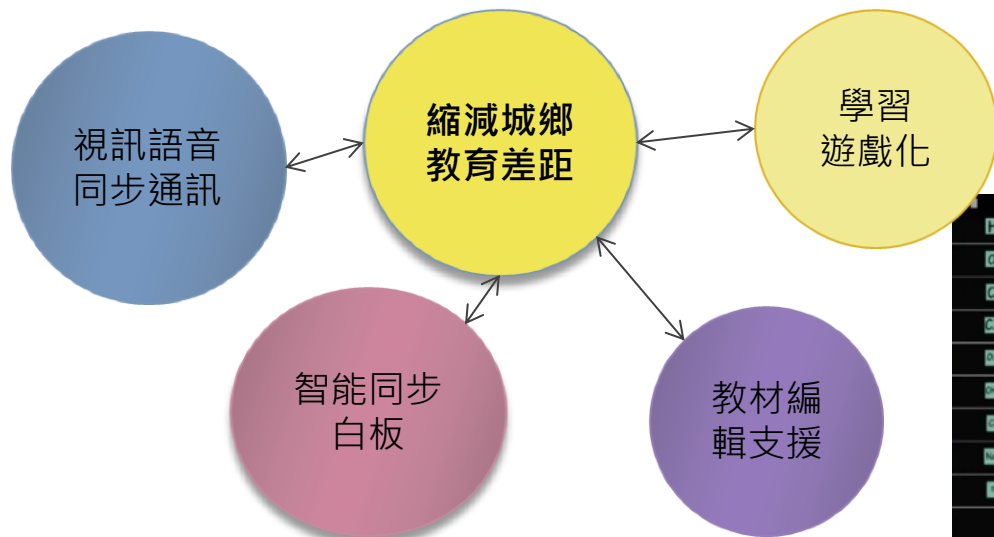 縮減城鄉
教育差距
視訊語音
同步通訊
學習
遊戲化
智能同步
白板
教材編
輯支援